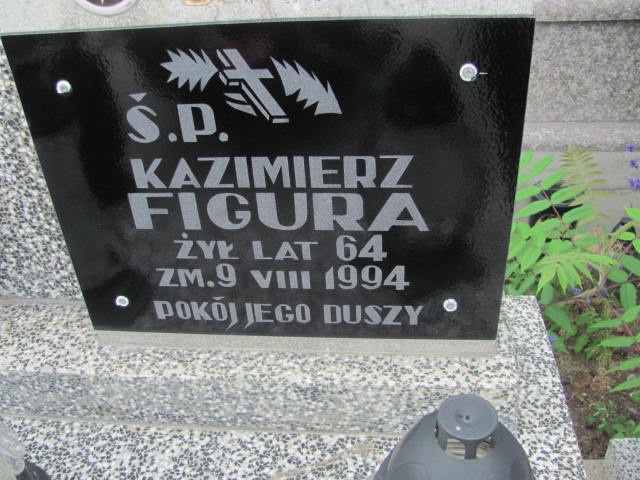 Ś.P.
KAZIMIERZ
FIGURA
ŻYŁ LAT 64
ZM. 9 VIII 1994
POKÓJ JEGO DUSZY